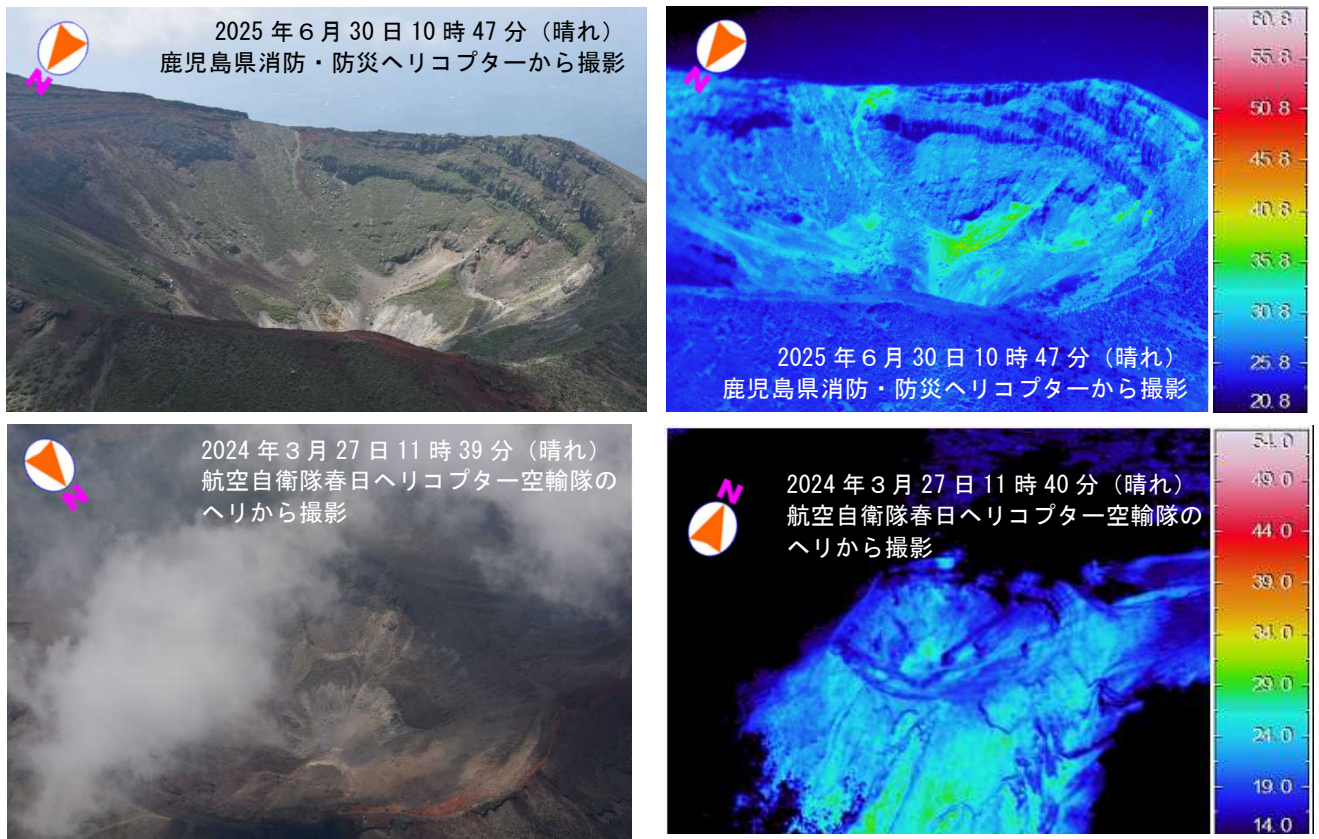 N
2025年6月30日10時47分（晴れ）
鹿児島県消防・防災ヘリコプターから撮影
N
2025年6月30日10時47分（晴れ）
鹿児島県消防・防災ヘリコプターから撮影
60.8
55.8
50.8
45.8
40.8
35.8
30.8
25.8
20.8
N
2024年3月27日11時39分（晴れ）
航空自衛隊春日ヘリコプター空輸隊の
ヘリから撮影
N
2024年3月27日11時40分（晴れ）
航空自衛隊春日ヘリコプター空輸隊の
ヘリから撮影
54.0
49.0
44.0
39.0
34.0
29.0
24.0
19.0
14.0